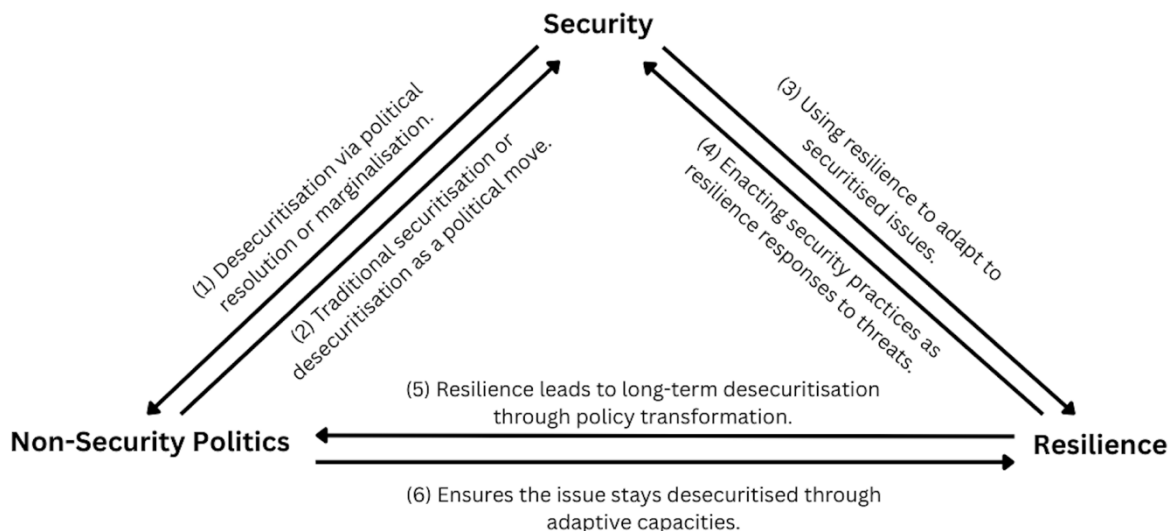 Security
(1) Desecuritisation via political
resolution or marginalisation.
(2) Traditional securitisation or
desecuritisation as a political move.
(3) Using resilience to adapt to
securitised issues.
(4) Enacting security practices as
resilience responses to threats.
(5) Resilience leads to long-term desecuritisation
through policy transformation.
Non-Security Politics
Resilience
(6) Ensures the issue stays desecuritised through
adaptive capacities.